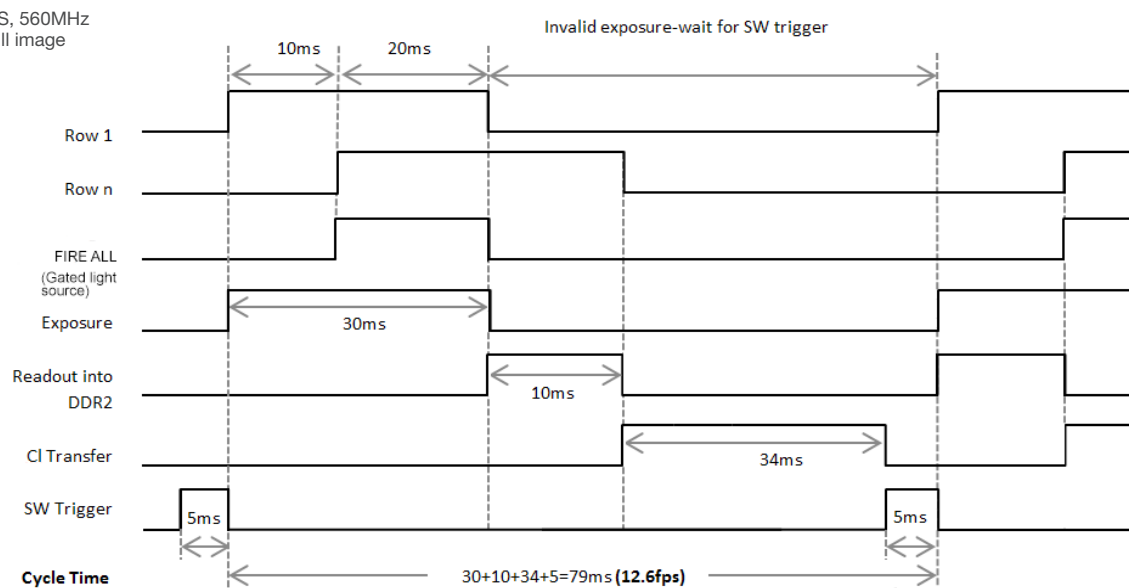 S, 560MHz
ll image
Invalid exposure-wait for SW trigger
10ms
20ms
Row 1
Row n
FIRE ALL
(Gated light
source)
Exposure
30ms
Readout into
DDR2
10ms
Cl Transfer
34ms
SW Trigger
5ms
5ms
Cycle Time
30+10+34+5=79ms (12.6fps)